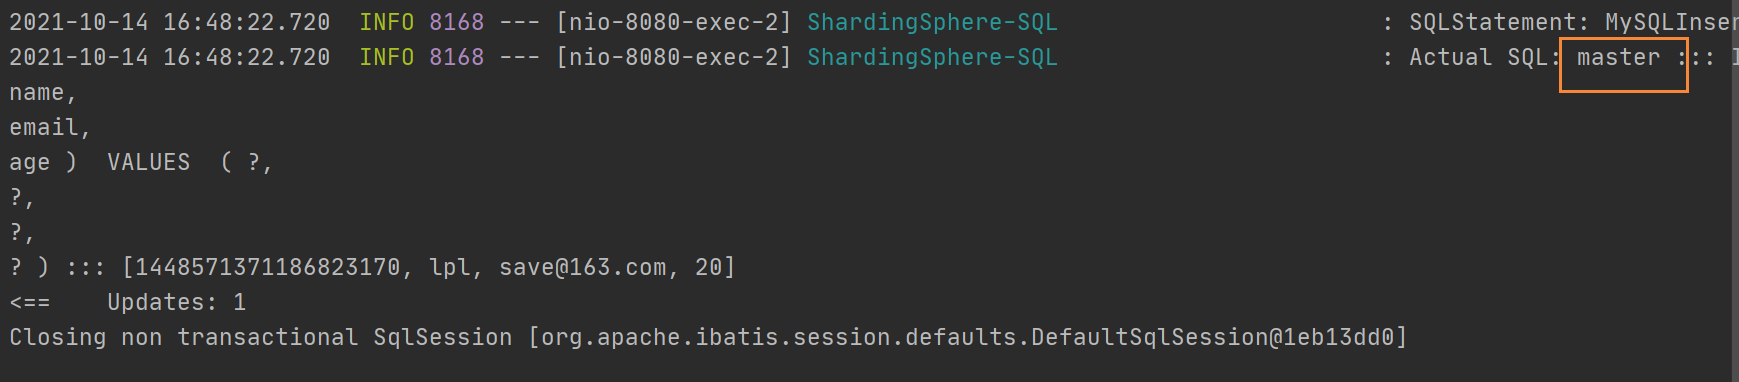 2021-10-14 16:48:22.720  INFO 8168 --- [nio-8080-exec-2] ShardingSphere-SQL                       : SQLStatement: MySQLInser
2021-10-14 16:48:22.720  INFO 8168 --- [nio-8080-exec-2] ShardingSphere-SQL                       : Actual SQL: master :::
name,
email,
age )  VALUES  ( ?,
?,
?,
? ) ::: [1448571371186823170, lpl, save@163.com, 20]
<==    Updates: 1
Closing non transactional SqlSession [org.apache.ibatis.session.defaults.DefaultSqlSession@1eb13dd0]